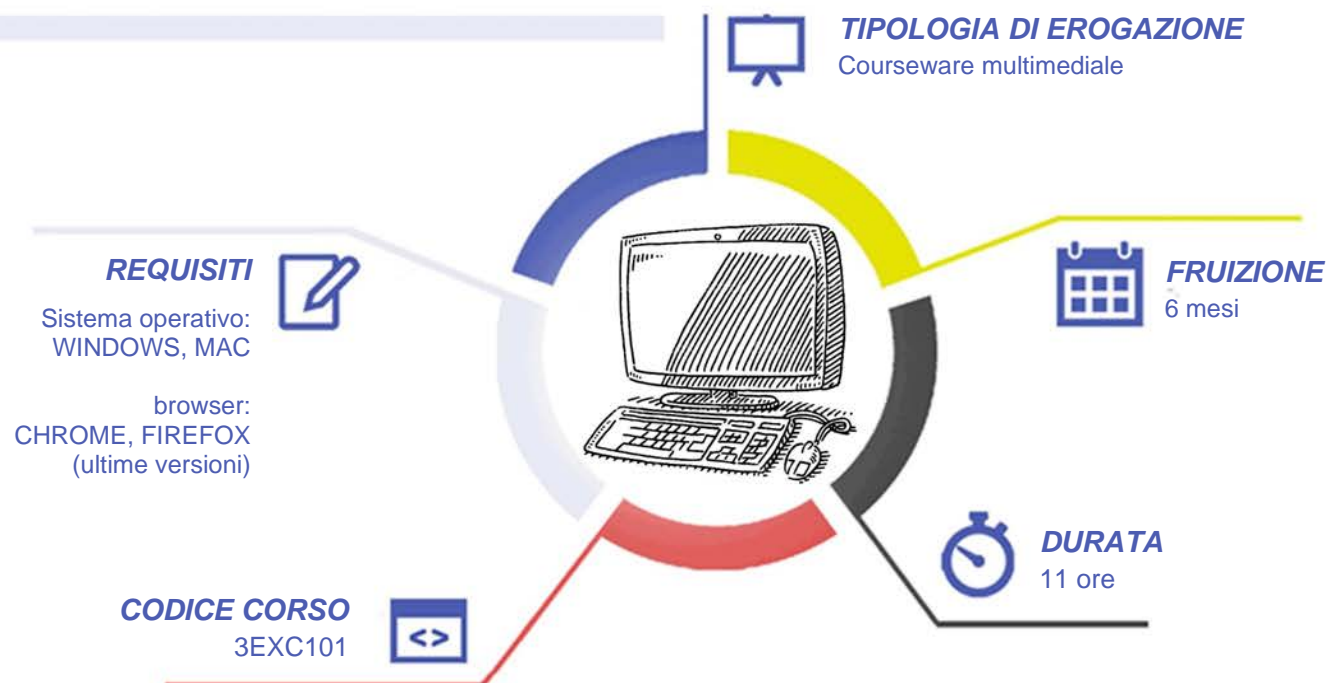 TIPOLOGIA DI EROGAZIONE
Courseware multimediale
REQUISITI
Sistema operativo:
WINDOWS, MAC
browser:
CHROME, FIREFOX
(ultime versioni)
FRUIZIONE
6 mesi
DURATA
11 ore
CODICE CORSO
3EXC101